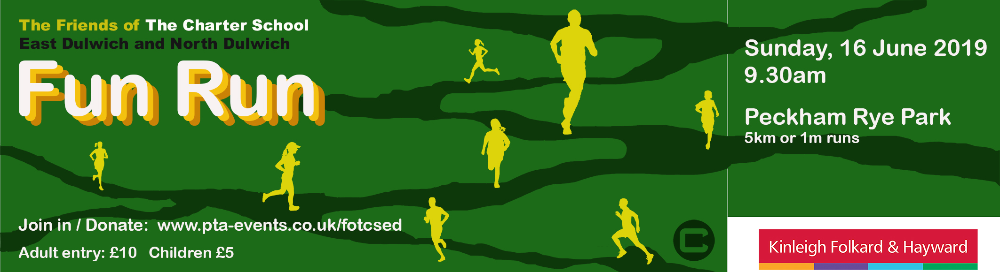 The Friends of The Charter School
East Dulwich and North Dulwich
Fun Run
Join in / Donate: www.pta-events.co.uk/fotcsed
Adult entry: £10 Children £5
Sunday, 16 June 2019
9.30am
Peckham Rye Park
5km or 1m runs
Kinleigh Folkard & Hayward